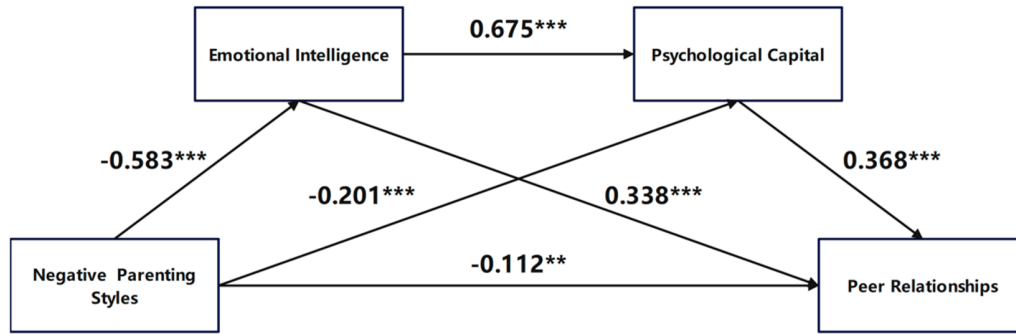 0.675***
Emotional Intelligence
Psychological Capital
-0.583***
0.368***
-0.201***
0.338***
-0.112**
Negative Parenting
Styles
Peer Relationships